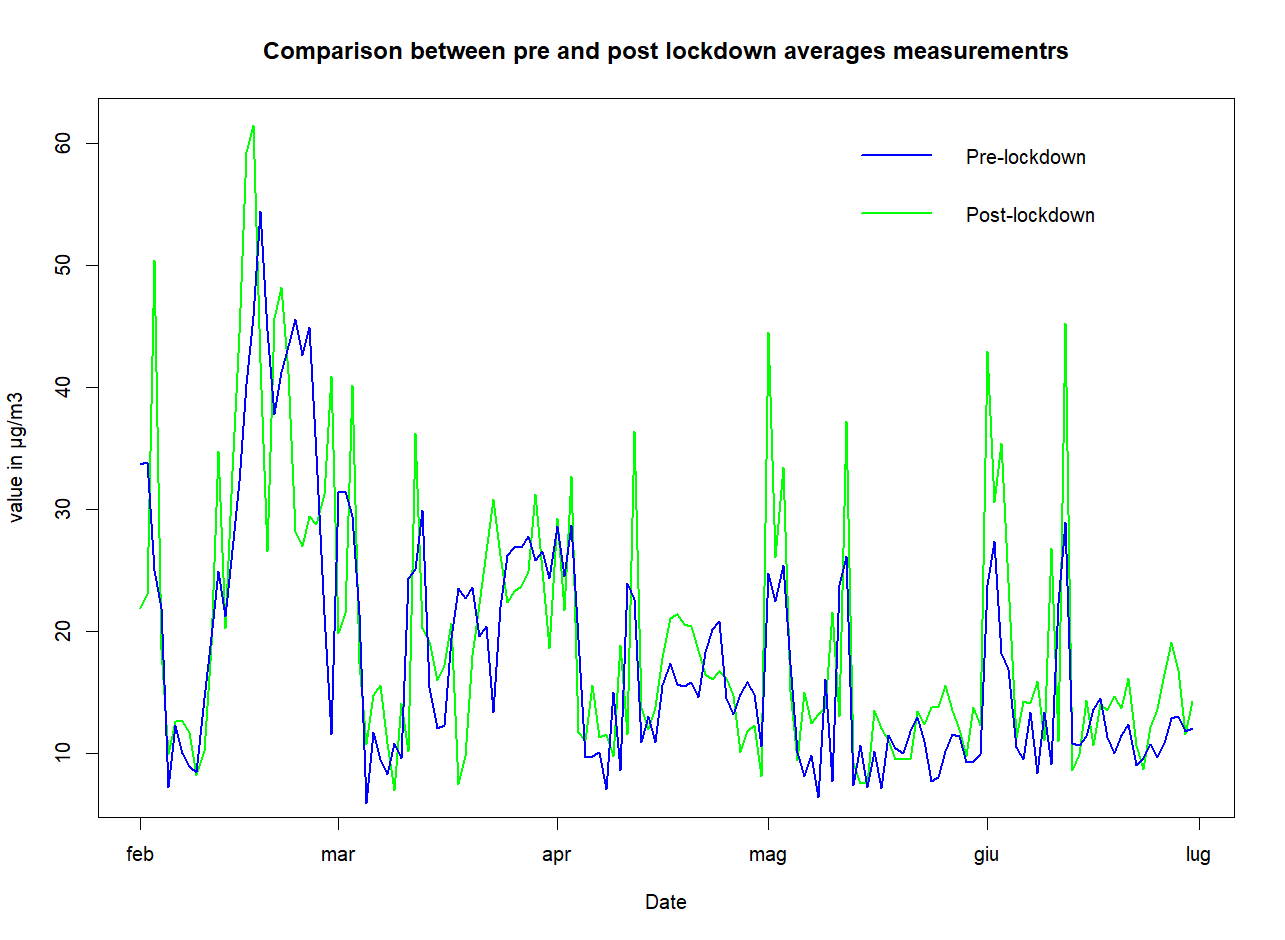 Comparison between pre and post lockdown averages measurementrs
value in µg/m3
60
50
40
30
20
10
Pre-lockdown
Post-lockdown
feb mar apr mag giu lug
Date